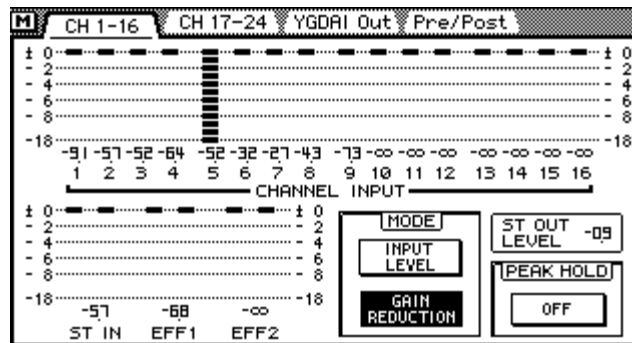 M CH 1-16 CH 17-24 YGDAI Out Pre/Post
± 0 ± 0
- 2 - 2
- 4 - 4
- 6 - 6
- 8 - 8
-18 -18
-91 -57 -52 -64 -52 -32 -27 -43 -73 -∞ -∞ -∞ -∞ -∞ -∞ -∞
1 2 3 4 5 6 7 8 9 10 11 12 13 14 15 16
CHANNEL INPUT
± 0 ± 0
- 2 - 2
- 4 - 4
- 6 - 6
- 8 - 8
-18 -18
-57 -68 -∞
ST IN EFF1 EFF2
MODE
INPUT
LEVEL
GAIN
REDUCTION
ST OUT
LEVEL -09
PEAK HOLD
OFF